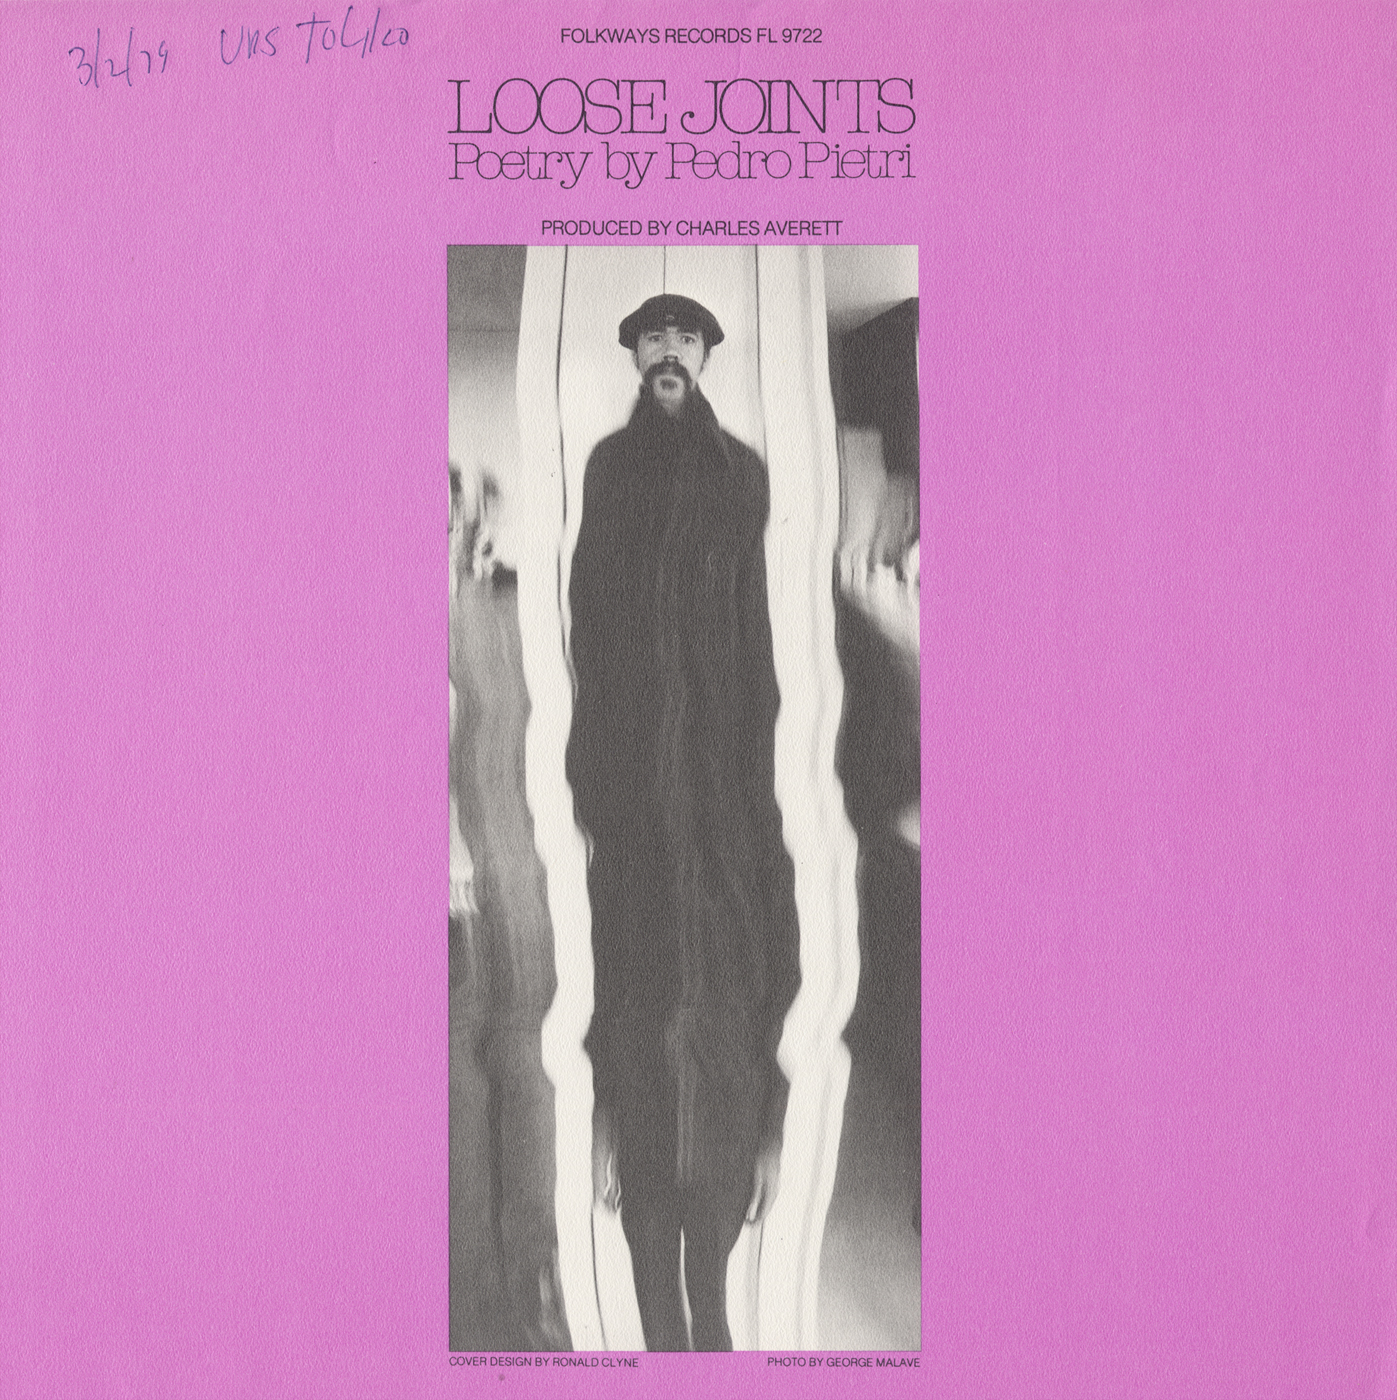 3/2/79
FOLKWAYS RECORDS FL 9722
LOOSE JOINTS
Poetry by Pedro Pietri
PRODUCED BY CHARLES AVERETT
COVER DESIGN BY RONALD CLYNE
PHOTO BY GEORGE MALAVE